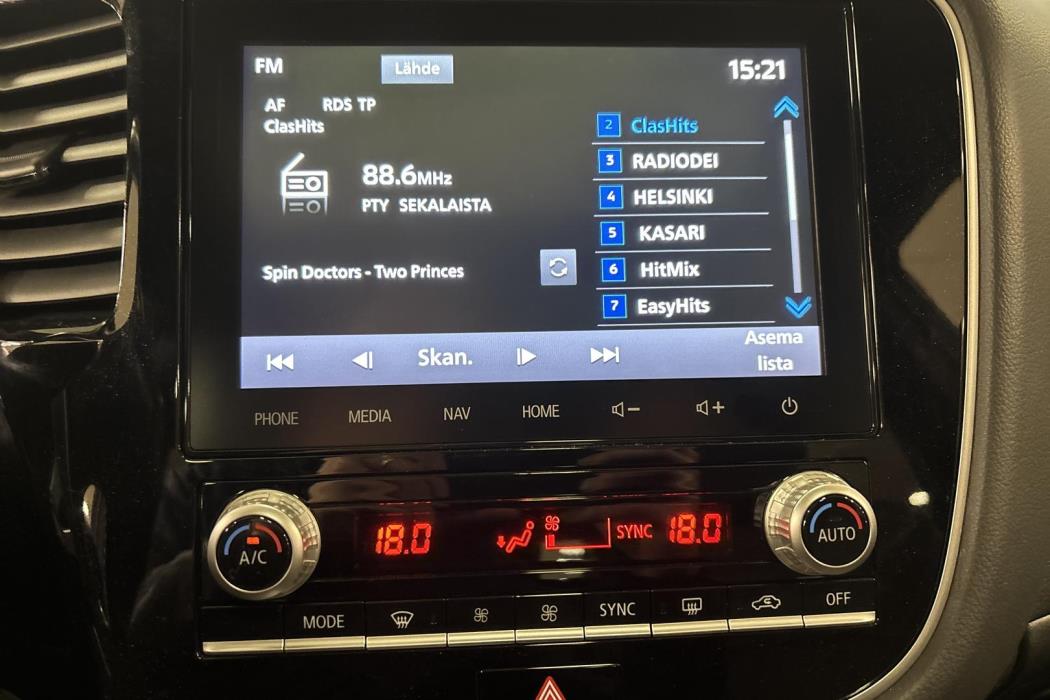 FM
Lähde
15:21
AF RDS TP
ClasHits
88.6MHz
PTY SEKALAISTA
Spin Doctors - Two Princes
2 ClasHits
3 RADIODEI
4 HELSINKI
5 KASARI
6 HitMix
7 EasyHits
Skan.
Asema
lista
PHONE MEDIA NAV HOME
A/C
18.0
SYNC
18.0
AUTO
MODE
SYNC
OFF